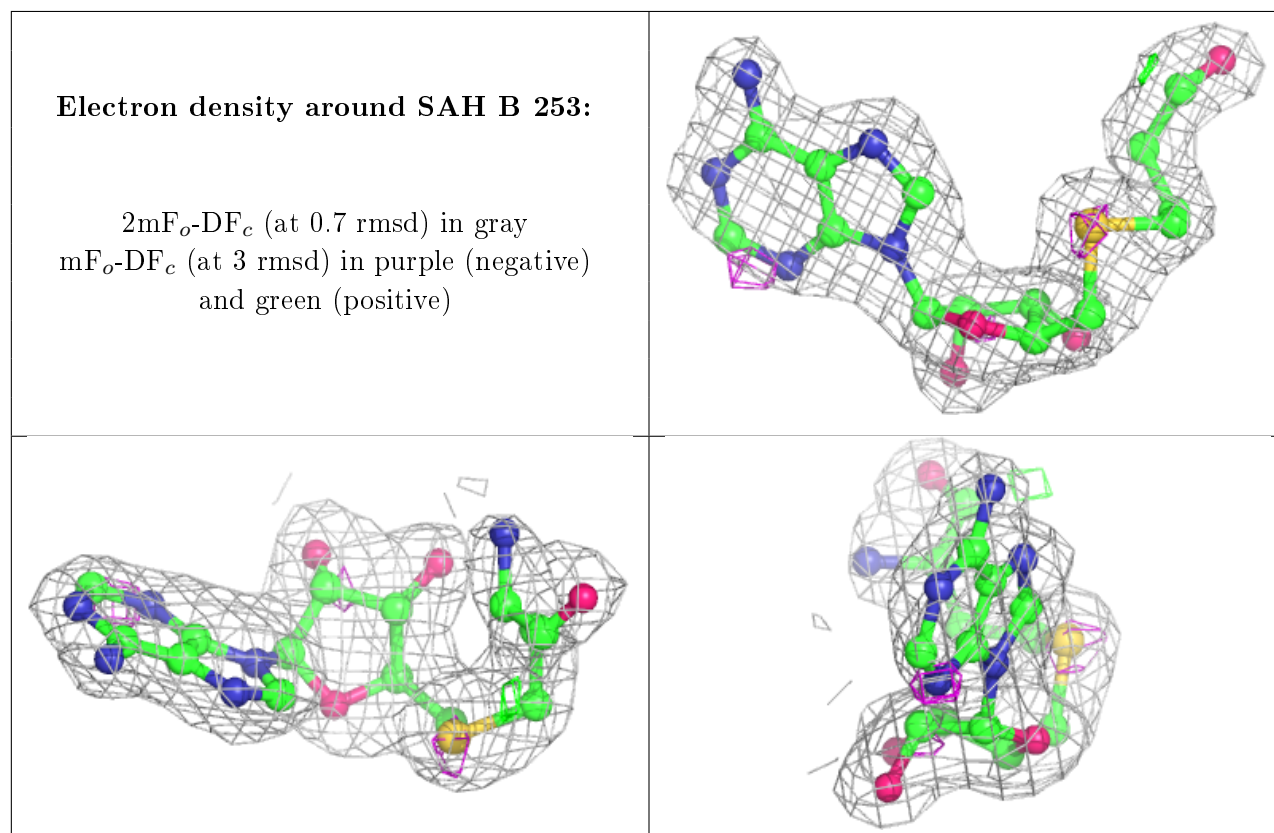 Electron density around SAH B 253:
2mFo-DFc (at 0.7 rmsd) in gray
mFo-DFc (at 3 rmsd) in purple (negative)
and green (positive)